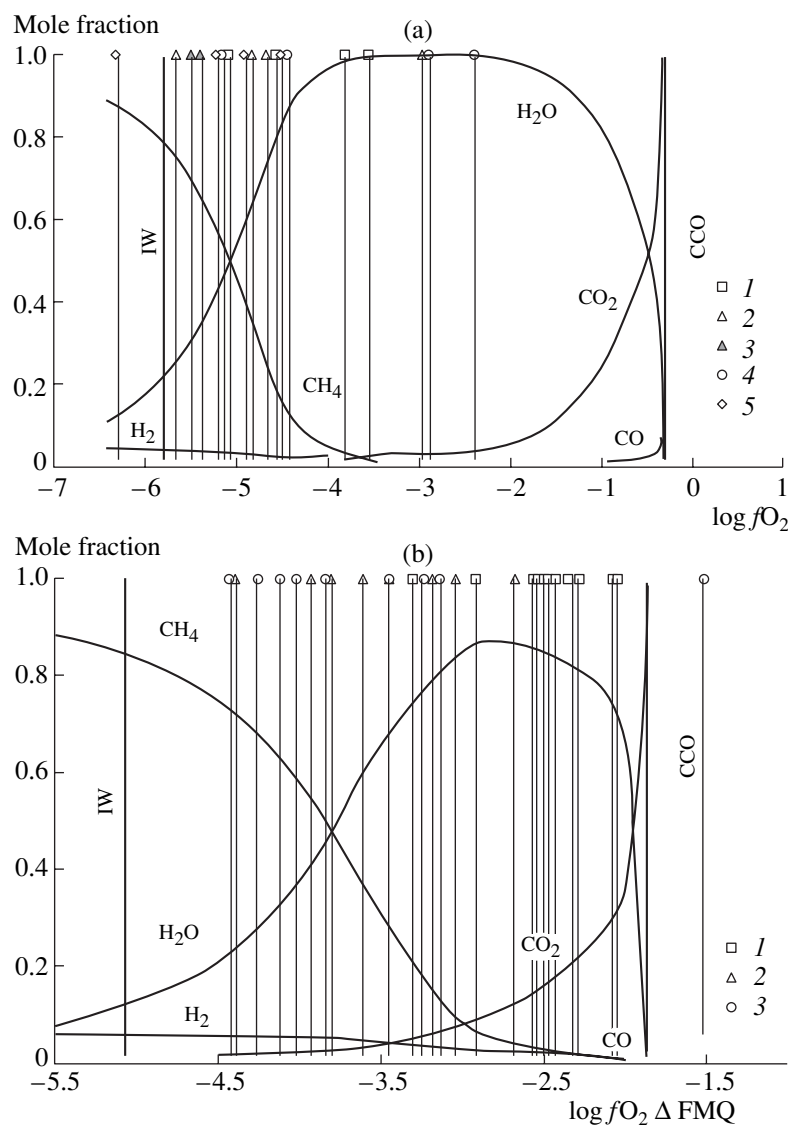 Mole fraction
(a)
1.0
H2O
0.8
0.6
IW
CCO
1
CO2
0.4
2
3
CH4
4
0.2
5
H2
CO
0
−7 −6 −5 −4 −3 −2 −1 0 1
log fO2
Mole fraction
(b)
1.0
CH4
0.8
CCO
0.6
IW
0.4
H2O
CO2
1
0.2
2
H2
3
CO
0
−5.5 −4.5 −3.5 −2.5 −1.5
log fO2 Δ FMQ